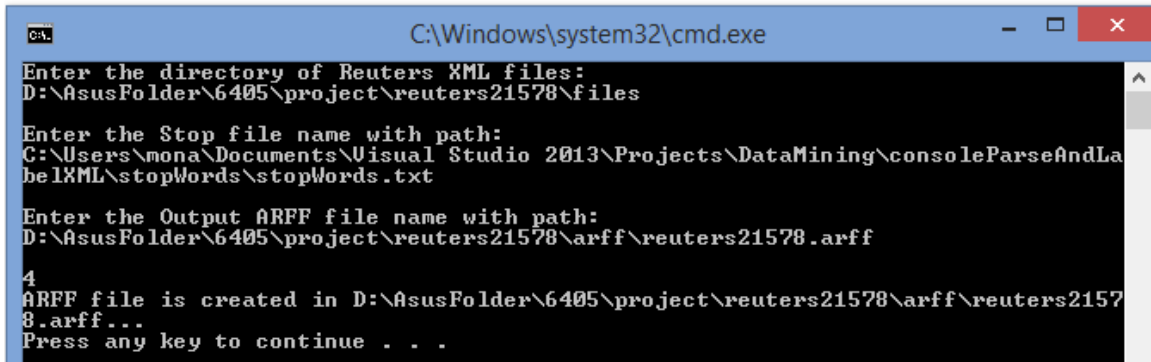 C:\Windows\system32\cmd.exe
Enter the directory of Reuters XML files:
D:\AsusFolder\6405\project\reuters21578\files
Enter the Stop file name with path:
C:\Users\mona\Documents\Visual Studio 2013\Projects\DataMining\consoleParseAndLa
belXML\stopWords\stopWords.txt
Enter the Output ARFF file name with path:
D:\AsusFolder\6405\project\reuters21578\arff\reuters21578.arff
4
ARFF file is created in D:\AsusFolder\6405\project\reuters21578\arff\reuters2157
8.arff...
Press any key to continue . . .